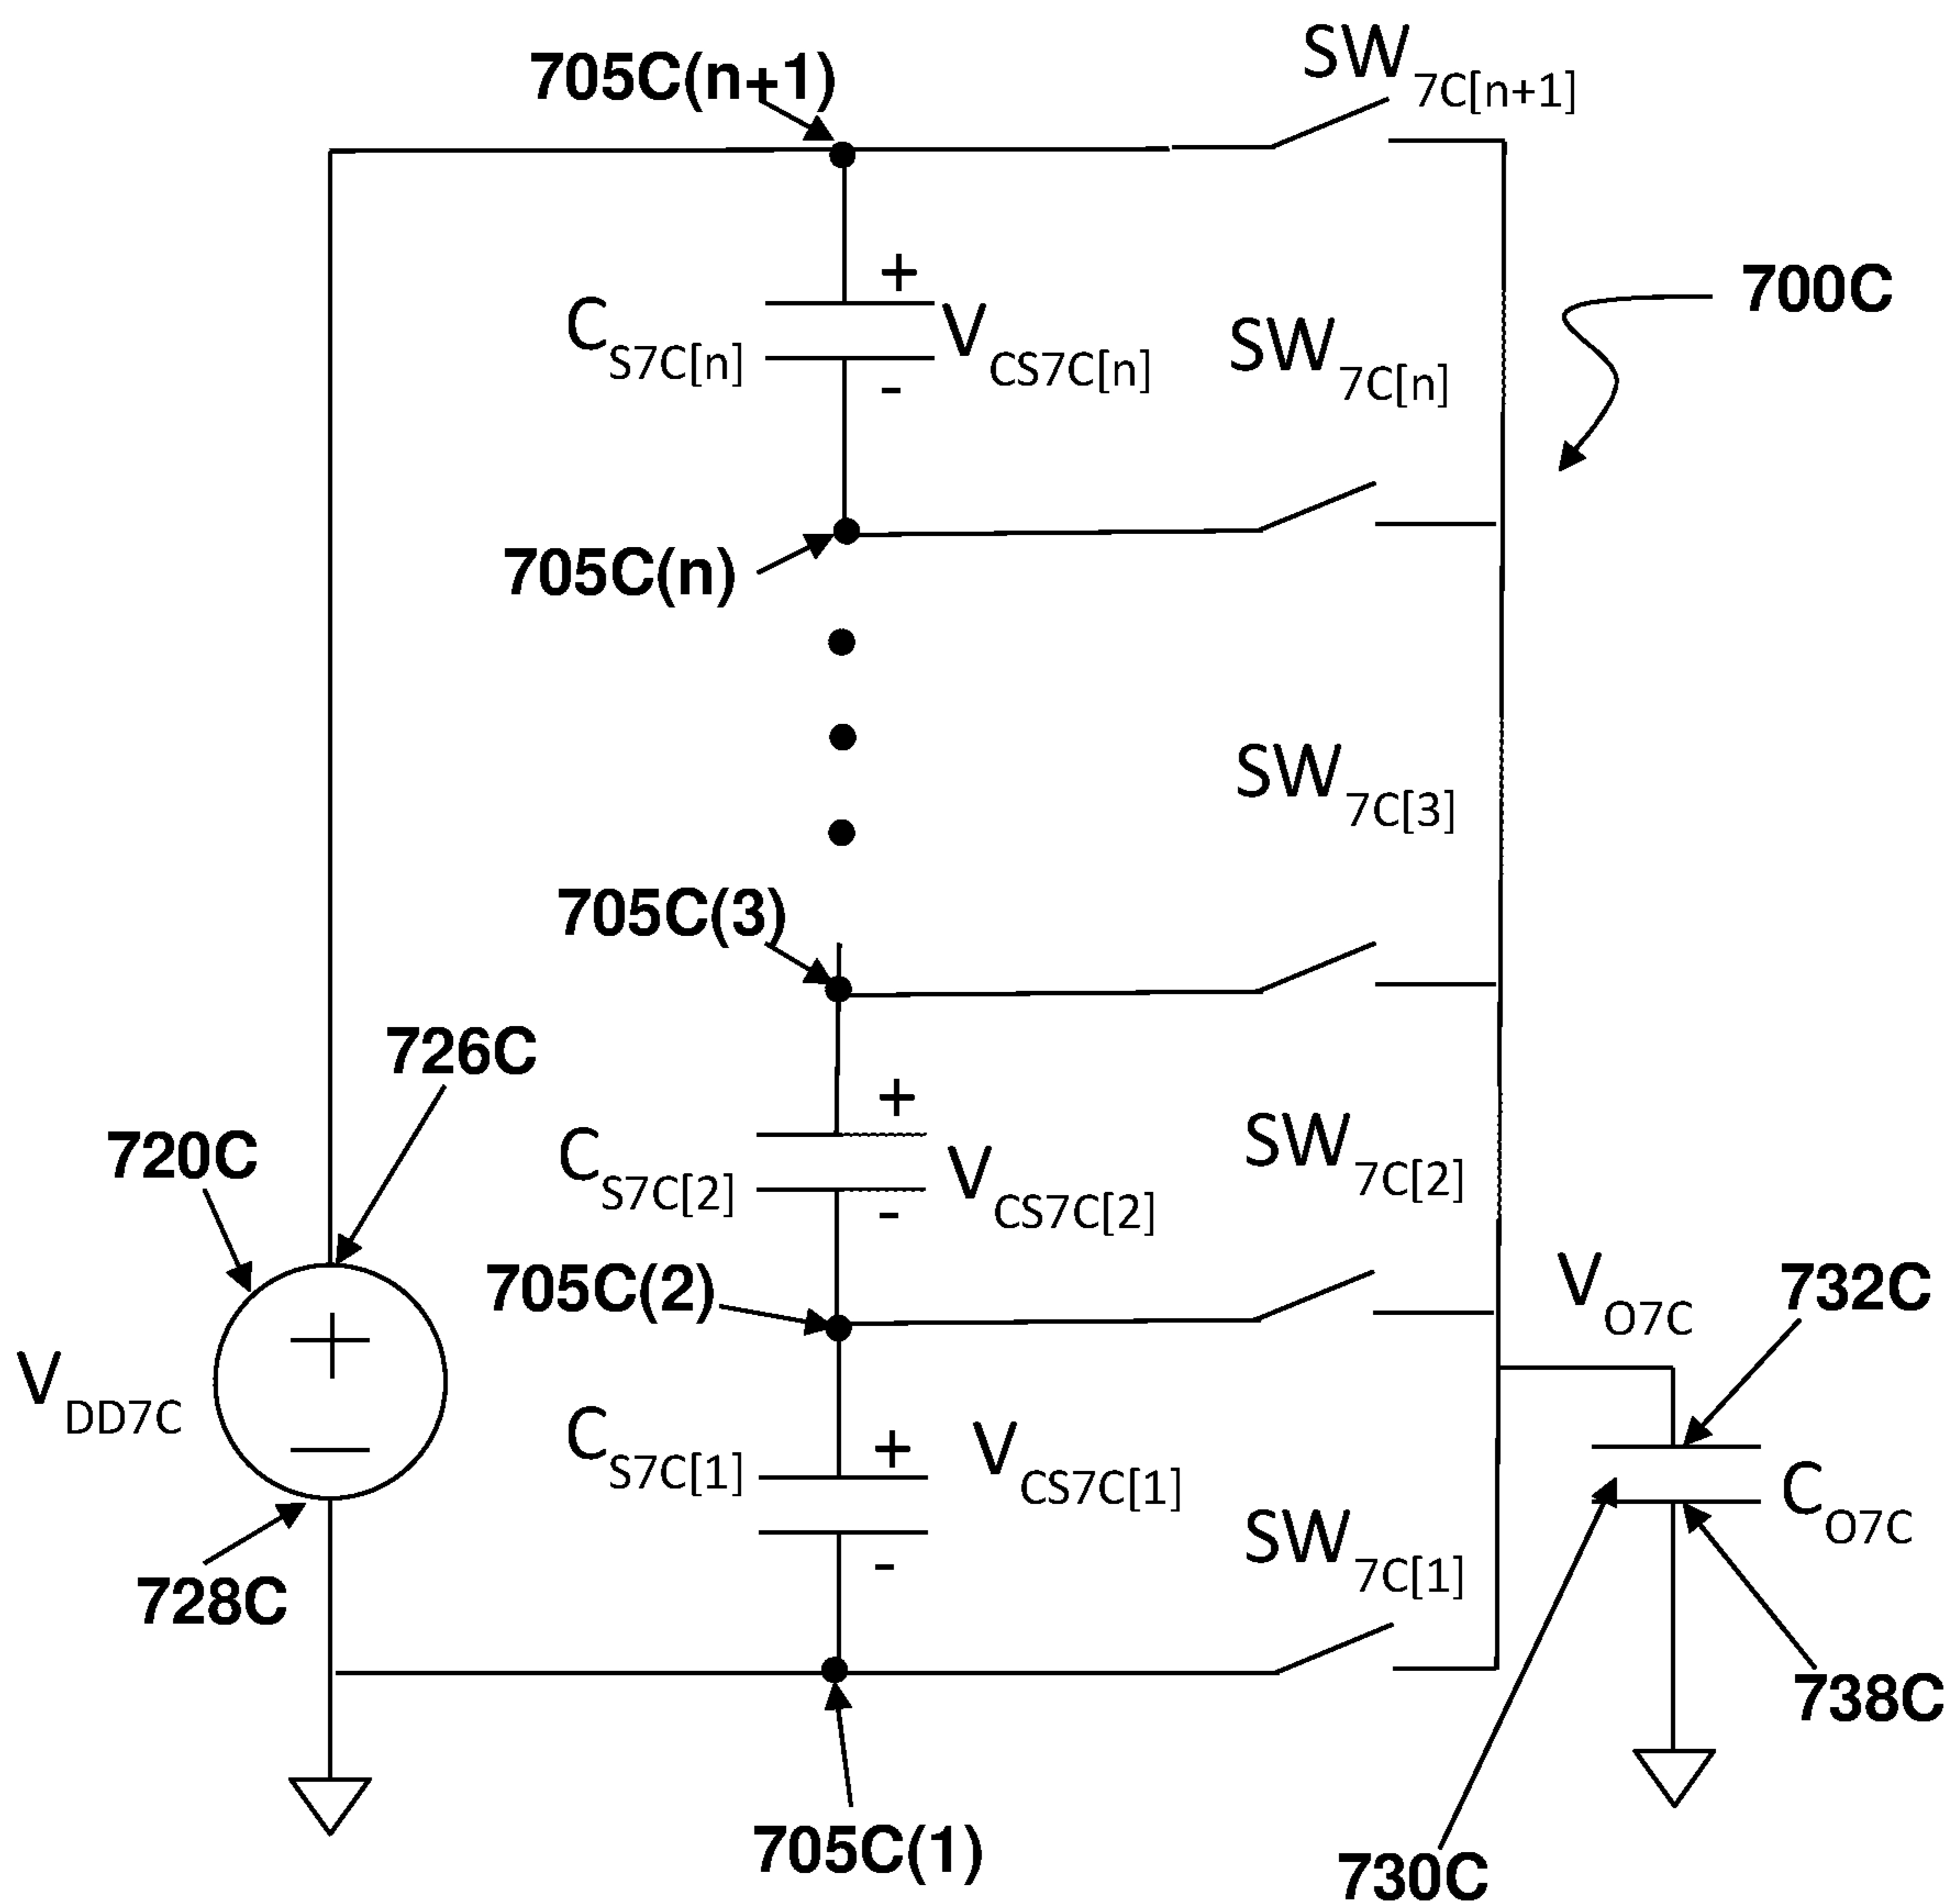 705C(n+1)
SW7C[n+1]
700C
+
CS7C[n]
VCS7C[n]
-
SW7C[n]
705C(n)
SW7C[3]
705C(3)
726C
720C
+
CS7C[2]
VCS7C[2]
-
SW7C[2]
705C(2)
VO7C
732C
VDD7C
+
−
CS7C[1]
+
VCS7C[1]
-
CO7C
SW7C[1]
728C
738C
705C(1)
730C